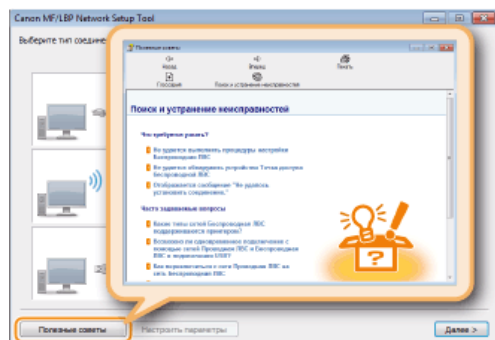 Canon MF/LBP Network Setup Tool
Выберите тип соедине
Полезные советы
Назад
Вперед
Печать
Глоссарий
Поиск и устранение неисправностей
Поиск и устранение неисправностей
Что требуется узнать?
Не удается выполнить процедуры настройки
Беспроводная ЛВС
Не удается обнаружить устройство Точка доступа
Беспроводной ЛВС
Отображается сообщение "Не удалось
установить соединение."
Часто задаваемые вопросы
Какие типы сетей Беспроводная ЛВС
поддерживаются принтером?
Возможно ли одновременное подключение с
помощью сетей Проводная ЛВС и Беспроводная
ЛВС и подключения USB?
Как переключиться с сети Проводная ЛВС на
сеть Беспроводная ЛВС
?
Полезные советы
Настроить параметры
Далее >